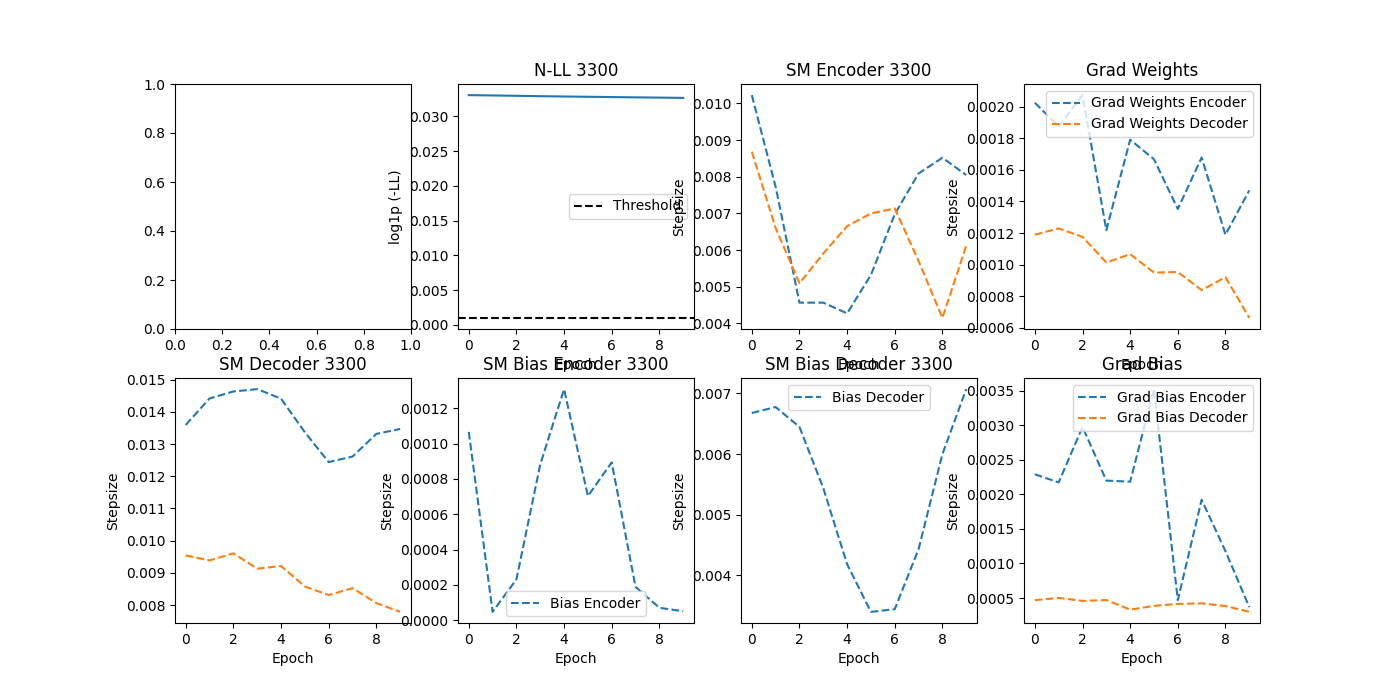 N-LL 3300
SM Encoder 3300
Grad Weights
1.0
0.8
0.6
0.4
0.2
0.0
0.0 0.2 0.4 0.6 0.8 1.0
log1p (-LL)
0.030
0.025
0.020
0.015
0.010
0.005
0.000
Threshold
0 2 4 6 8
Epoch
Stepsize
0.010
0.009
0.008
0.007
0.006
0.005
0.004
0 2 4 6 8
Epoch
Stepsize
0.0020
0.0018
0.0016
0.0014
0.0012
0.0010
0.0008
0.0006
Grad Weights Encoder
Grad Weights Decoder
0 2 4 6 8
Epoch
SM Decoder 3300
SM Bias Encoder 3300
SM Bias Decoder 3300
Grad Bias
Stepsize
0.015
0.014
0.013
0.012
0.011
0.010
0.009
0.008
0 2 4 6 8
Epoch
Stepsize
0.0012
0.0010
0.0008
0.0006
0.0004
0.0002
0.0000
Bias Encoder
0 2 4 6 8
Epoch
Stepsize
0.007
0.006
0.005
0.004
Bias Decoder
0 2 4 6 8
Epoch
Stepsize
0.0035
0.0030
0.0025
0.0020
0.0015
0.0010
0.0005
Grad Bias Encoder
Grad Bias Decoder
0 2 4 6 8
Epoch